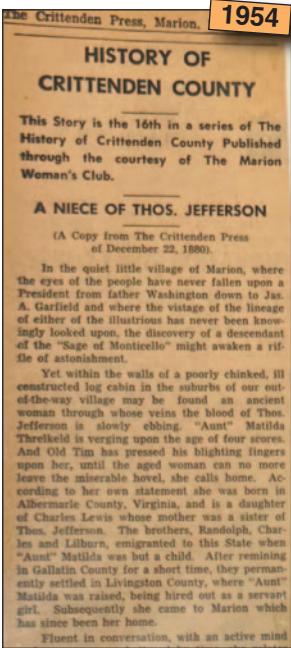 The Crittenden Press, Marion,
1954
HISTORY OF
CRITTENDEN COUNTY
This Story is the 16th in a series of The
History of Crittenden County Published
through the courtesy of The Marion
Woman's Club.
A NIECE OF THOS. JEFFERSON
(A Copy from The Crittenden Press
of December 22, 1880).
In the quiet little village of Marion, where
the eyes of the people have never fallen upon a
President from father Washington down to Jas.
A. Garfield and where the vistage of the lineage
of either of the illustrious has never been know-
ingly looked upon, the discovery of a descendant
of the "Sage of Monticello" might awaken a rif-
fle of astonishment.
Yet within the walls of a poorly chinked, ill
constructed log cabin in the suburbs of our out-
of-the-way village may be found an ancient
woman through whose veins the blood of Thos.
Jefferson is slowly ebbing. "Aunt" Matilda
Threlkeld is verging upon the age of four scores.
And Old Tim has pressed his blighting fingers
upon her, until the aged woman can no more
leave the miserable hovel, she calls home. Ac-
cording to her own statement she was born in
Albermarle County, Virginia, and is a daughter
of Charles Lewis whose mother was a sister of
Thos. Jefferson. The brothers, Randolph, Char-
les and Lilburn, emigrated to this State when
"Aunt" Matilda was but a child. After remining
in Gallatin County for a short time, they perman-
ently settled in Livingston County, where "Aunt"
Matilda was raised, being hired out as a servant
girl. Subsequently she came to Marion which
has since been her home.
Fluent in conversation, with an active mind